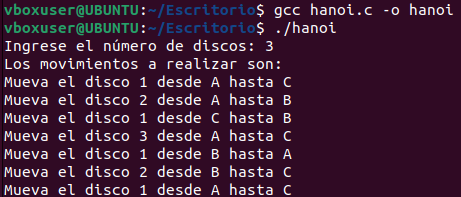 vboxuser@UBUNTU:~/Escritorio$ gcc hanoi.c -o hanoi
vboxuser@UBUNTU:~/Escritorio$ ./hanoi
Ingrese el número de discos: 3
Los movimientos a realizar son:
Mueva el disco 1 desde A hasta C
Mueva el disco 2 desde A hasta B
Mueva el disco 1 desde C hasta B
Mueva el disco 3 desde A hasta C
Mueva el disco 1 desde B hasta A
Mueva el disco 2 desde B hasta C
Mueva el disco 1 desde A hasta C